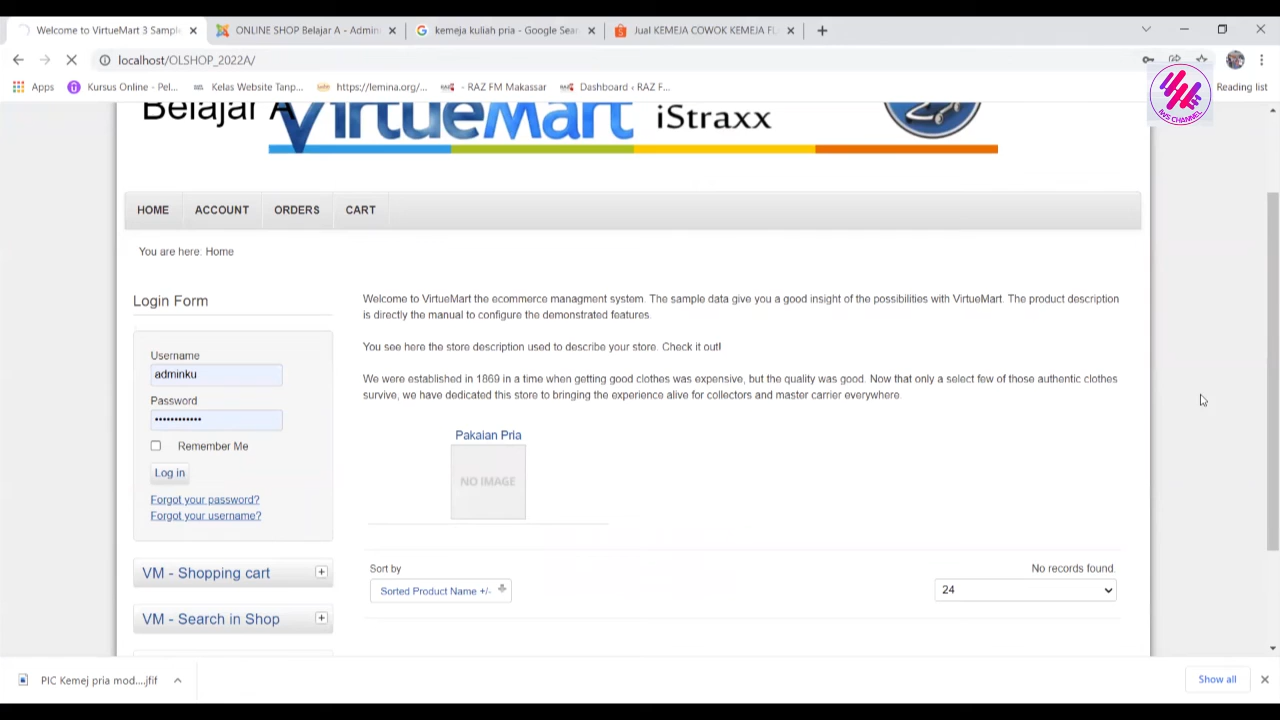 Welcome to VirtueMart 3 Sampl
ONLINE SHOP Belajar A - Admin
kemeja kuliah pria - Google Sear
Jual KEMEJA COWOK KEMEJA FL
localhost/OLSHOP_2022A/
Apps
Kursus Online - Pel...
Kelas Website Tanp...
https://lemina.org/...
- RAZ FM Makassar
Dashboard ‹ RAZ F...
Reading list
IWS CHANNEL
Belajar A
VirtueMart
iStraxx
HOME
ACCOUNT
ORDERS
CART
You are here: Home
Login Form
Username
adminku
Password
••••••••••••
Remember Me
Log in
Forgot your password?
Forgot your username?
VM - Shopping cart
VM - Search in Shop
Welcome to VirtueMart the ecommerce managment system. The sample data give you a good insight of the possibilities with VirtueMart. The product description
is directly the manual to configure the demonstrated features.
You see here the store description used to describe your store. Check it out!
We were established in 1869 in a time when getting good clothes was expensive, but the quality was good. Now that only a select few of those authentic clothes
survive, we have dedicated this store to bringing the experience alive for collectors and master carrier everywhere.
Pakaian Pria
NO IMAGE
Sort by
No records found.
Sorted Product Name +/-
24
PIC Kemej pria mod....jfif
Show all